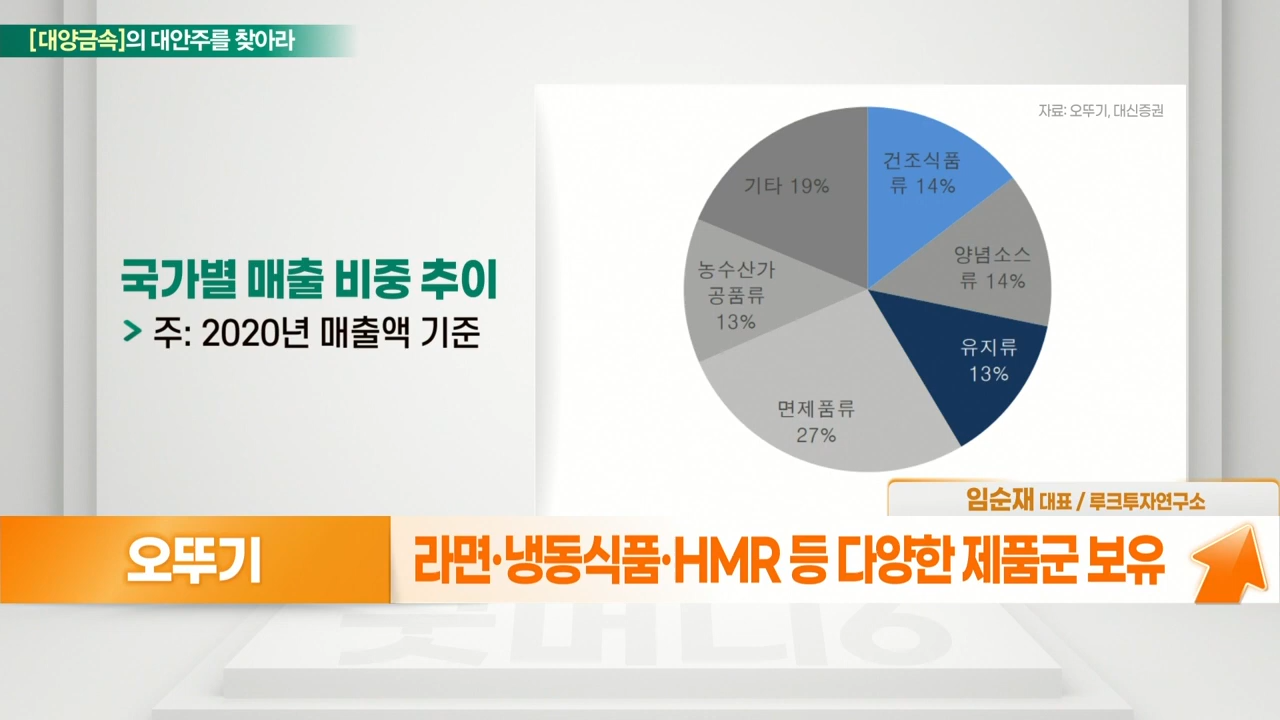 [대양금속]의 대안주를 찾아라
자료: 오뚜기, 대신증권
국가별 매출 비중 추이
> 주: 2020년 매출액 기준
건조식품
류 14%
양념소스
류 14%
유지류
13%
면제품류
27%
농수산가
공품류
13%
기타 19%
임순재 대표 / 루크투자연구소
오뚜기
라면·냉동식품·HMR 등 다양한 제품군 보유